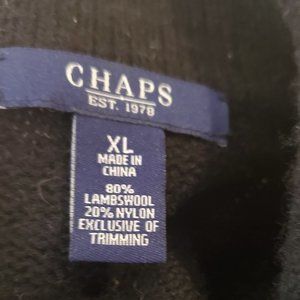 CHAPS
EST. 1978
XL
MADE IN
CHINA
80%
LAMBSWOOL
20% NYLON
EXCLUSIVE OF
TRIMMING